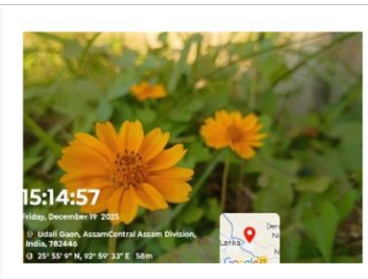 15:14:57
Friday, December 19 2025
Udali Gaon, AssamCentral Assam Division,
India, 782446
25° 55' 9" N, 92° 59' 33" E 58m
Lanka
Google